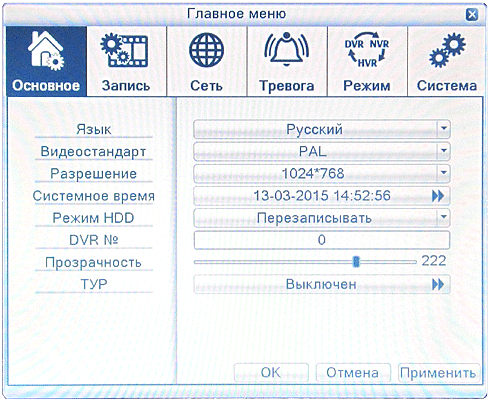 Главное меню
DVR NVR
HVR
Основное Запись Сеть Тревога Режим Система
Язык Русский
Видеостандарт PAL
Разрешение 1024*768
Системное время 13-03-2015 14:52:56
Режим HDD Перезаписывать
DVR № 0
Прозрачность 222
ТУР Выключен
OK Отмена Применить